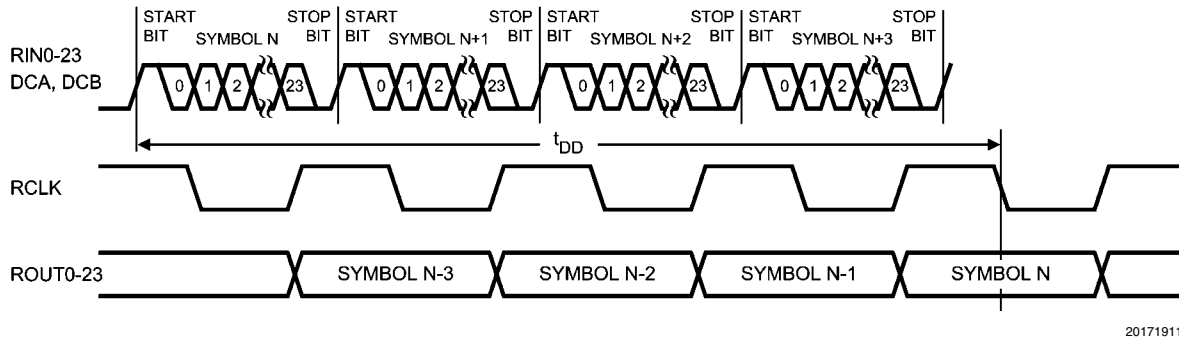 START STOP START STOP START STOP START STOP
BIT SYMBOL N BIT BIT SYMBOL N+1 BIT BIT SYMBOL N+2 BIT BIT SYMBOL N+3 BIT
RIN0-23
DCA, DCB
0 1 2 23 0 1 2 23 0 1 2 23 0 1 2 23
tDD
RCLK
ROUT0-23 SYMBOL N-3 SYMBOL N-2 SYMBOL N-1 SYMBOL N
20171911